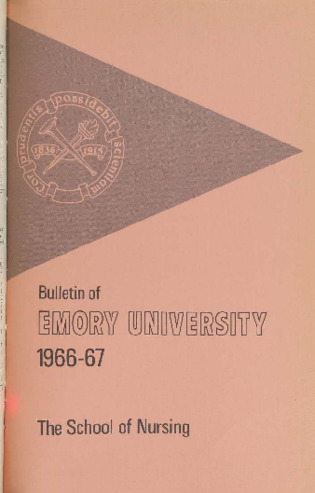 cor prudentis possidebit scientiam
1836 1915
Bulletin of
EMORY UNIVERSITY
1966-67
The School of Nursing